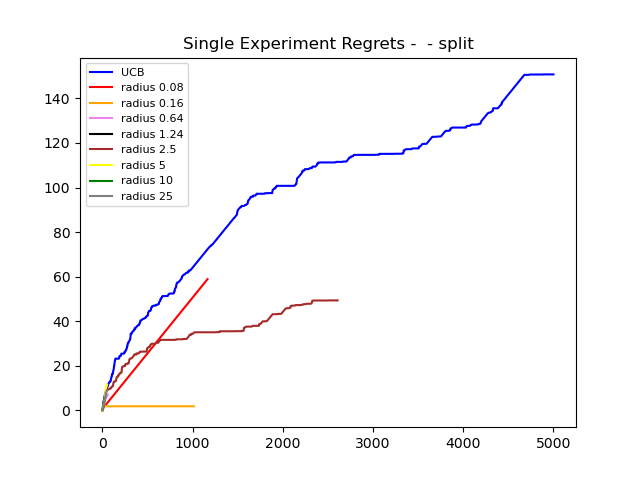 Single Experiment Regrets -  - split
UCB
radius 0.08
radius 0.16
radius 0.64
radius 1.24
radius 2.5
radius 5
radius 10
radius 25
140
120
100
80
60
40
20
0
0 1000 2000 3000 4000 5000